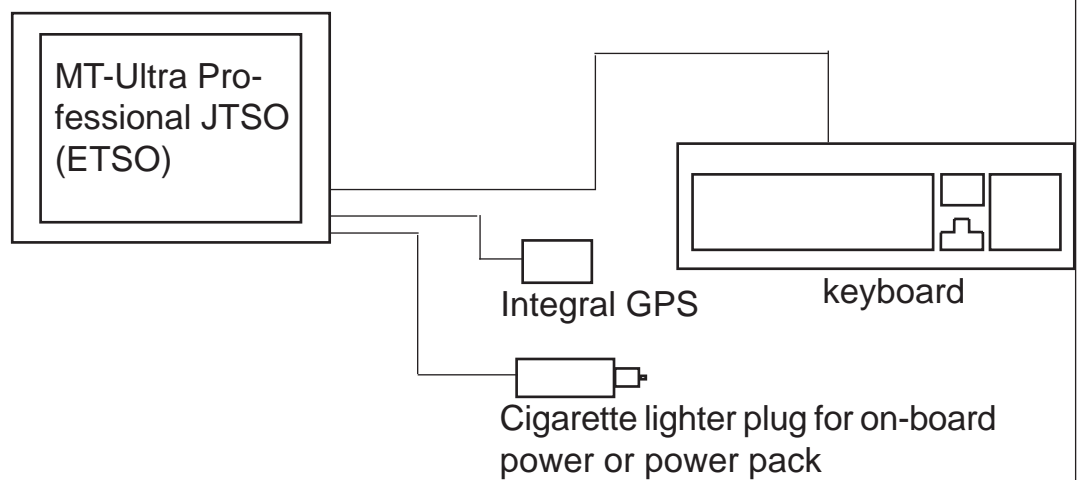 MT-Ultra Pro-
fessional JTSO
(ETSO)
keyboard
Integral GPS
Cigarette lighter plug for on-board
power or power pack